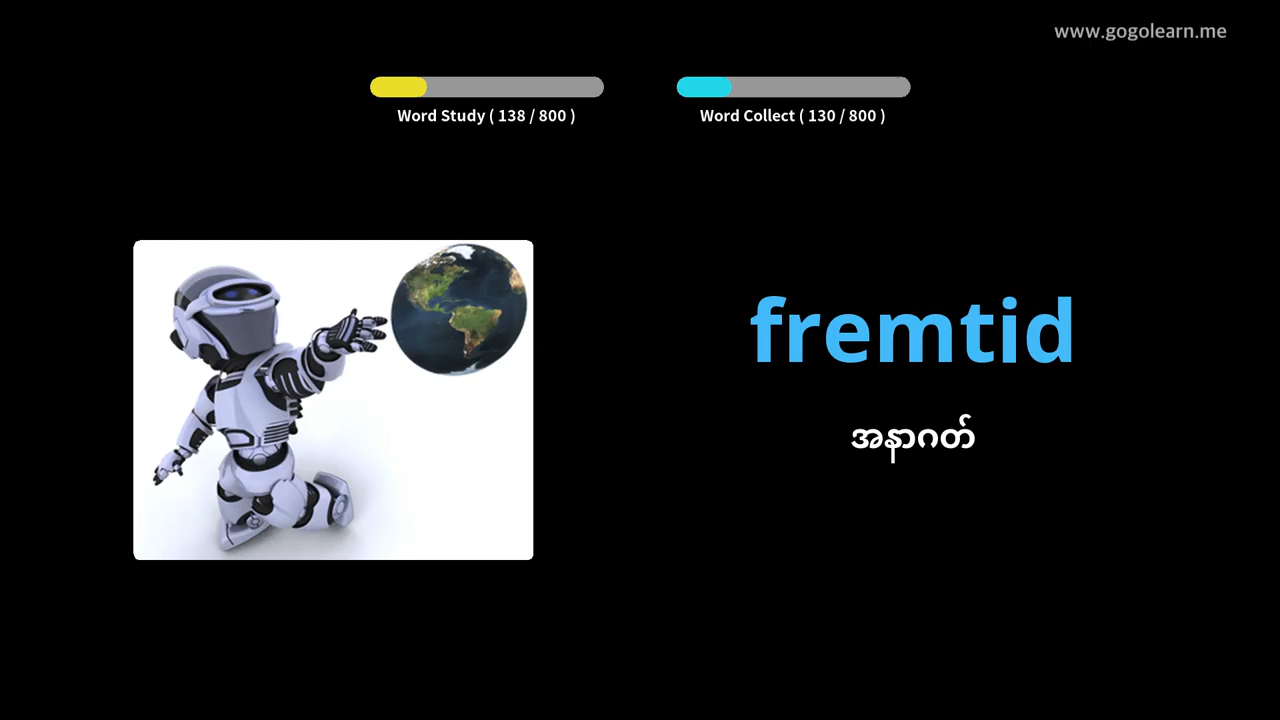 www.gogolearn.me
Word Study ( 138 / 800 )
Word Collect ( 130 / 800 )
fremtid
အနာဂတ်